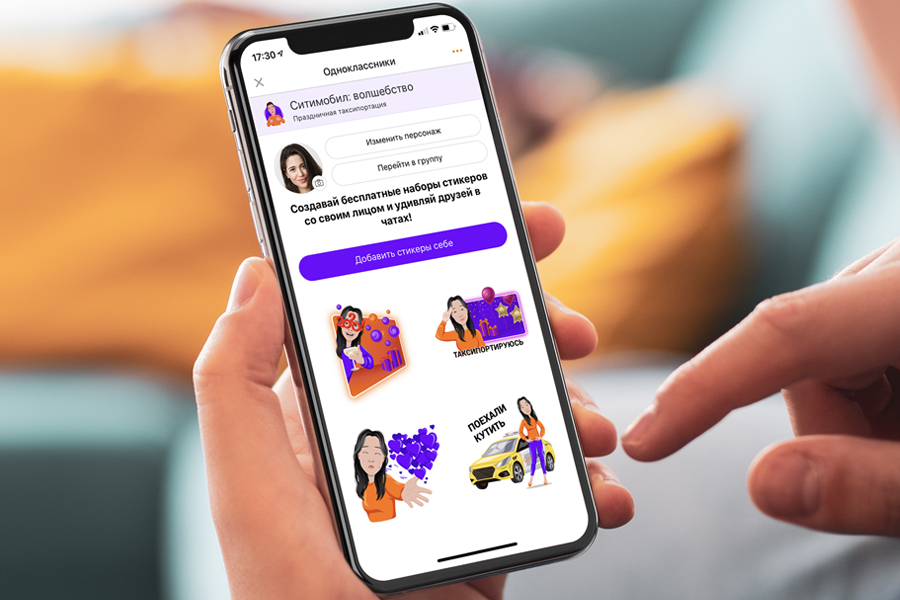 17:30
Одноклассники
Ситимобил: волшебство
Праздничная таксипортация
Изменить персонаж
Перейти в группу
Создавай бесплатные наборы стикеров
со своим лицом и удивляй друзей в
чатах!
Добавить стикеры себе
ТАКСИПОРТИРУЮСЬ
ПОЕХАЛИ
КУТИТЬ